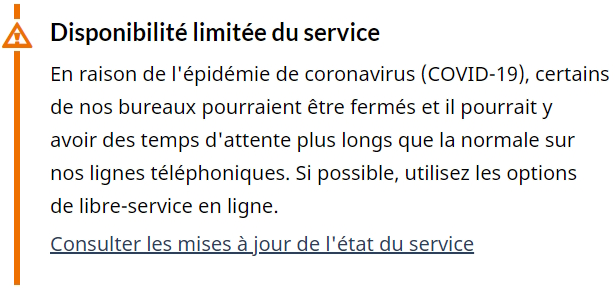 Disponibilité limitée du service
En raison de l'épidémie de coronavirus (COVID-19), certains
de nos bureaux pourraient être fermés et il pourrait y
avoir des temps d'attente plus longs que la normale sur
nos lignes téléphoniques. Si possible, utilisez les options
de libre-service en ligne.
Consulter les mises à jour de l'état du service